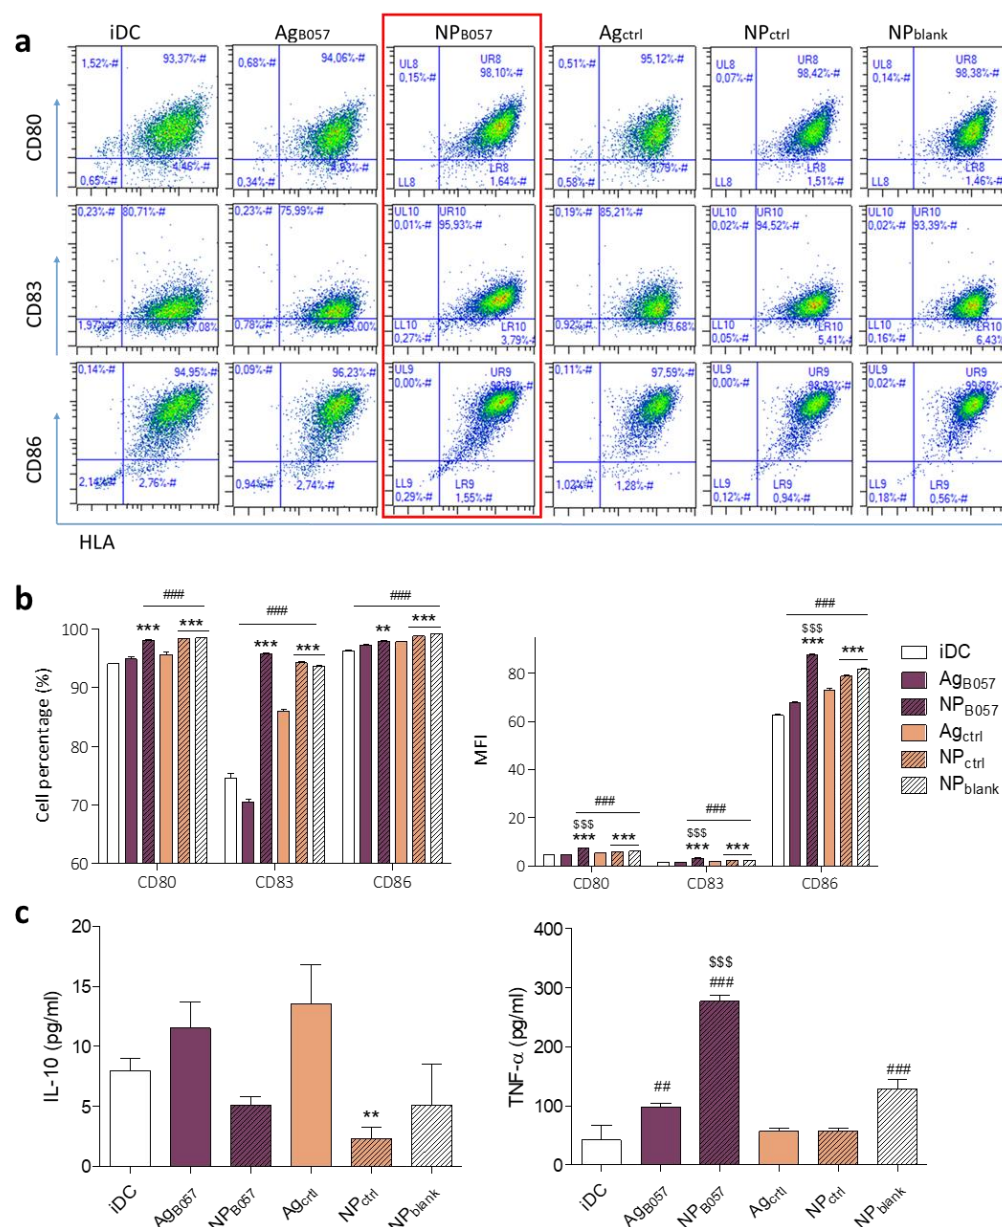 a
iDC AgB057 NPB057 Agctrl NPctrl NPblank
CD80
1,52%-# 93,37%-#
4,46%-#
0,65%-#
0,68%-# 94,06%-#
0,34%-#
UL8 UR8
0,15%-# 98,10%-#
LR8
LL8 1,64%-#
0,51%-# 95,12%-#
3,79%-#
0,58%-#
UL8 UR8
0,07%-# 98,42%-#
LR8
LL8 1,51%-#
UL8 UR8
0,14%-# 98,38%-#
LR8
LL8 1,46%-#
CD83
0,23%-# 80,71%-#
1,97% 17,08%-#
0,23%-# 75,99%-#
0,78%-# 23,00%-#
UL10 UR10
0,01%-# 95,93%-#
LL10 LR10
0,27%-# 3,79%-#
0,19%-# 85,21%-#
0,92%-# 13,68%-#
UL10 UR10
0,02%-# 94,52%-#
LL10 LR10
0,05%-# 5,41%-#
UL10 UR10
0,02%-# 93,39%-#
LL10 LR10
0,16%-# 6,43%-#
CD86
0,14%-# 94,95%-#
2,14%-# 2,76%-#
0,09%-# 96,23%-#
0,94%-# 2,74%-#
UL9 UR9
0,00%-#
LL9 LR9
0,29%-# 1,55%-#
0,11%-# 97,59%-#
1,02%-# 1,28%-#
UL9 UR9
0,00%-#
LL9 LR9
0,12%-# 0,94%-#
UL9 UR9
0,02%-#
LL9 LR9
0,18%-# 0,56%-#
HLA
b
Cell percentage (%)
100
90
80
70
60
### ### ###
*** *** *** *** ** ***
CD80 CD83 CD86
MFI
80
60
40
20
0
### ### ###
$$$ $$$ $$$
*** *** *** *** *** ***
CD80 CD83 CD86
iDC
AgB057
NPB057
Agctrl
NPctrl
NPblank
c
IL-10 (pg/ml)
20
15
10
5
0
**
iDC AgB057 NPB057 Agcrtl NPctrl NPblank
TNF-α (pg/ml)
400
300
200
100
0
$$$
## ### ###
iDC AgB057 NPB057 Agcrtl NPctrl NPblank